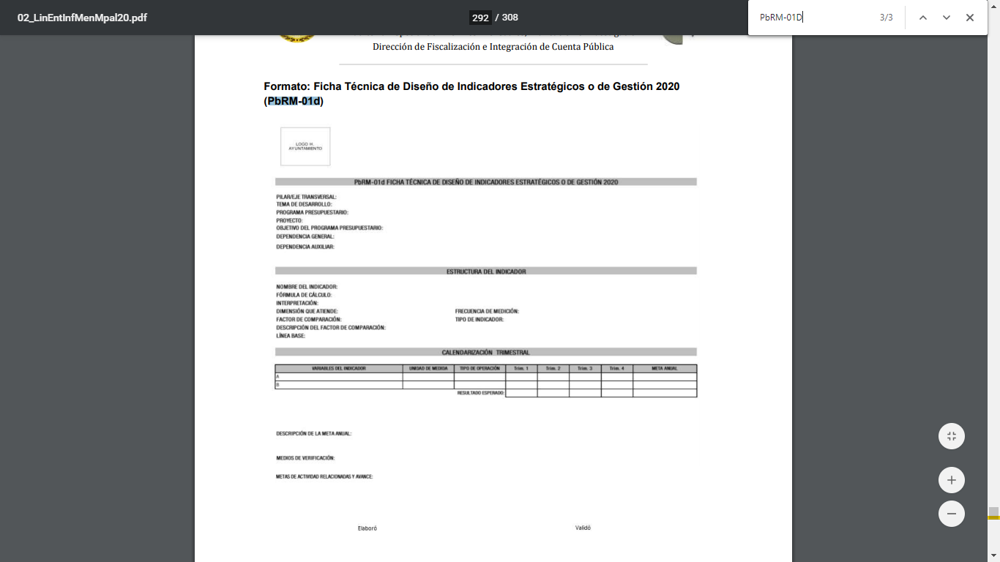 02_LinEntInfMenMpal20.pdf
292 / 308
PbRM-01D
3/3
Dirección de Fiscalización e Integración de Cuenta Pública
Formato: Ficha Técnica de Diseño de Indicadores Estratégicos o de Gestión 2020
(PbRM-01d)
LOGO H.
AYUNTAMIENTO
PbRM-01d FICHA TÉCNICA DE DISEÑO DE INDICADORES ESTRATÉGICOS O DE GESTIÓN 2020
PILAR/EJE TRANSVERSAL:
TEMA DE DESARROLLO:
PROGRAMA PRESUPUESTARIO:
PROYECTO:
OBJETIVO DEL PROGRAMA PRESUPUESTARIO:
DEPENDENCIA GENERAL:
DEPENDENCIA AUXILIAR:
ESTRUCTURA DEL INDICADOR
NOMBRE DEL INDICADOR:
FÓRMULA DE CÁLCULO:
INTERPRETACIÓN:
DIMENSIÓN QUE ATIENDE: FRECUENCIA DE MEDICIÓN:
FACTOR DE COMPARACIÓN: TIPO DE INDICADOR:
DESCRIPCIÓN DEL FACTOR DE COMPARACIÓN:
LÍNEA BASE:
CALENDARIZACIÓN TRIMESTRAL
VARIABLES DEL INDICADOR UNIDAD DE MEDIDA TIPO DE OPERACIÓN Trim. 1 Trim. 2 Trim. 3 Trim. 4 META ANUAL
A
B
RESULTADO ESPERADO:
DESCRIPCIÓN DE LA META ANUAL:
MEDIOS DE VERIFICACIÓN:
METAS DE ACTIVIDAD RELACIONADAS Y AVANCE:
Elaboró Validó